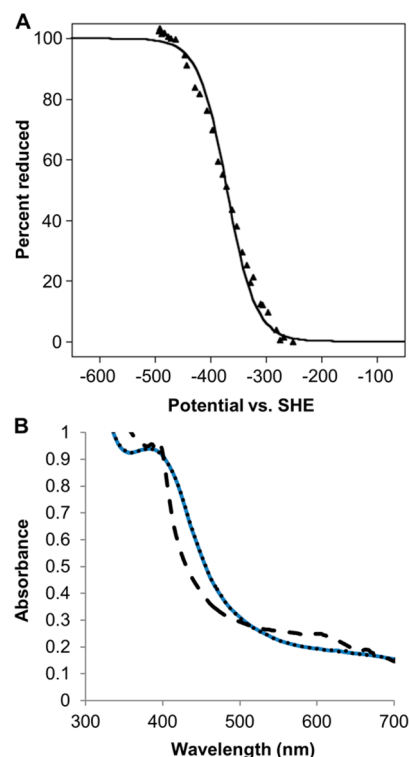 A
Percent reduced
100
80
60
40
20
0
-600 -500 -400 -300 -200 -100
Potential vs. SHE
B
Absorbance
1
0.9
0.8
0.7
0.6
0.5
0.4
0.3
0.2
0.1
0
300 400 500 600 700
Wavelength (nm)